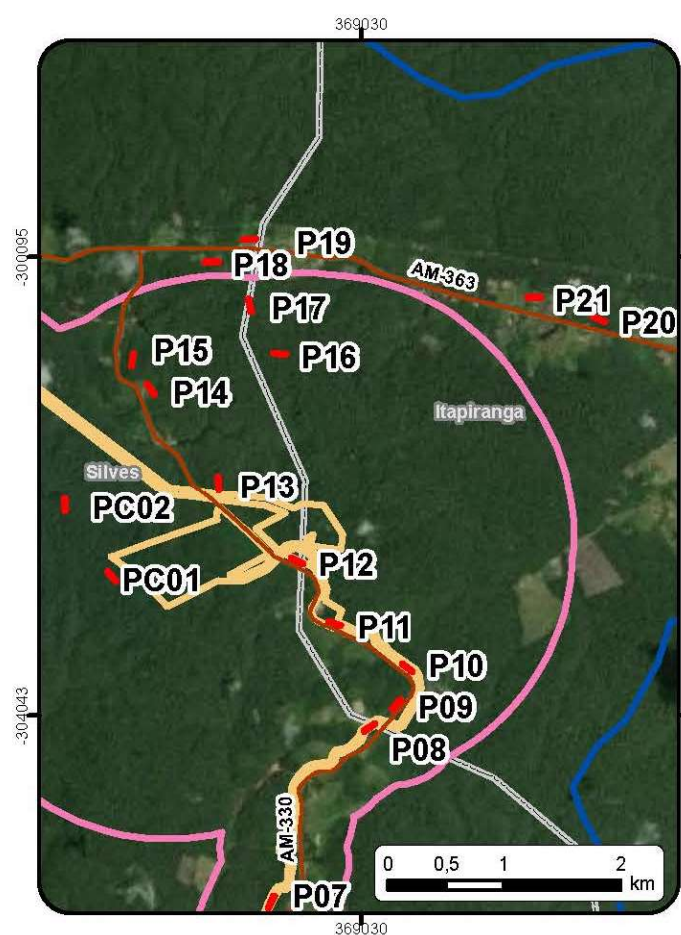 369030
-300095
P19
P18
AM-363
P17
P21
P20
P15
P16
P14
Itapiranga
Silves
P13
PC02
P12
PC01
P11
P10
P09
-304043
P08
AM-330
0 0,5 1 2
km
P07
369030